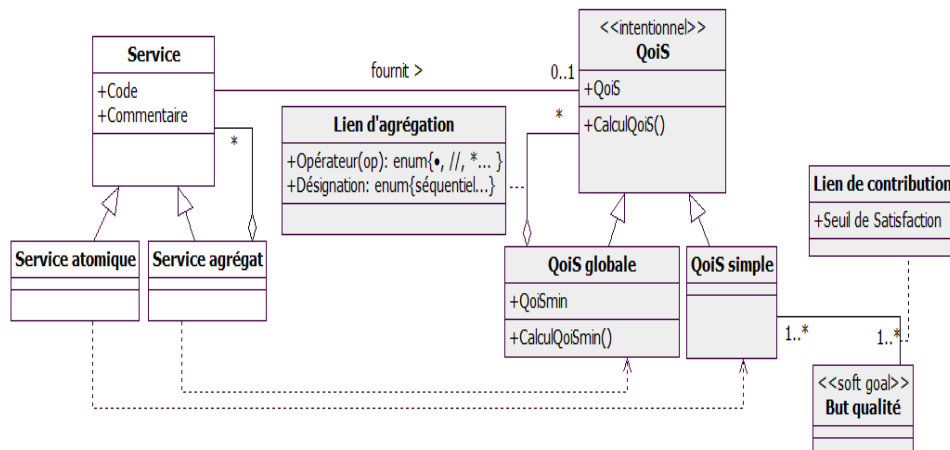 Service
+Code
+Commentaire
*
fournit >
0..1
<<intentionnel>>
QoiS
+QoiS
+CalculQoiS()
*
Lien d'agrégation
+Opérateur(op): enum{•, //, *... }
+Désignation: enum{séquentiel...}
Lien de contribution
+Seuil de Satisfaction
Service atomique
Service agrégat
QoiS globale
+QoiSmin
+CalculQoiSmin()
QoiS simple
1..*
1..*
<<soft goal>>
But qualité